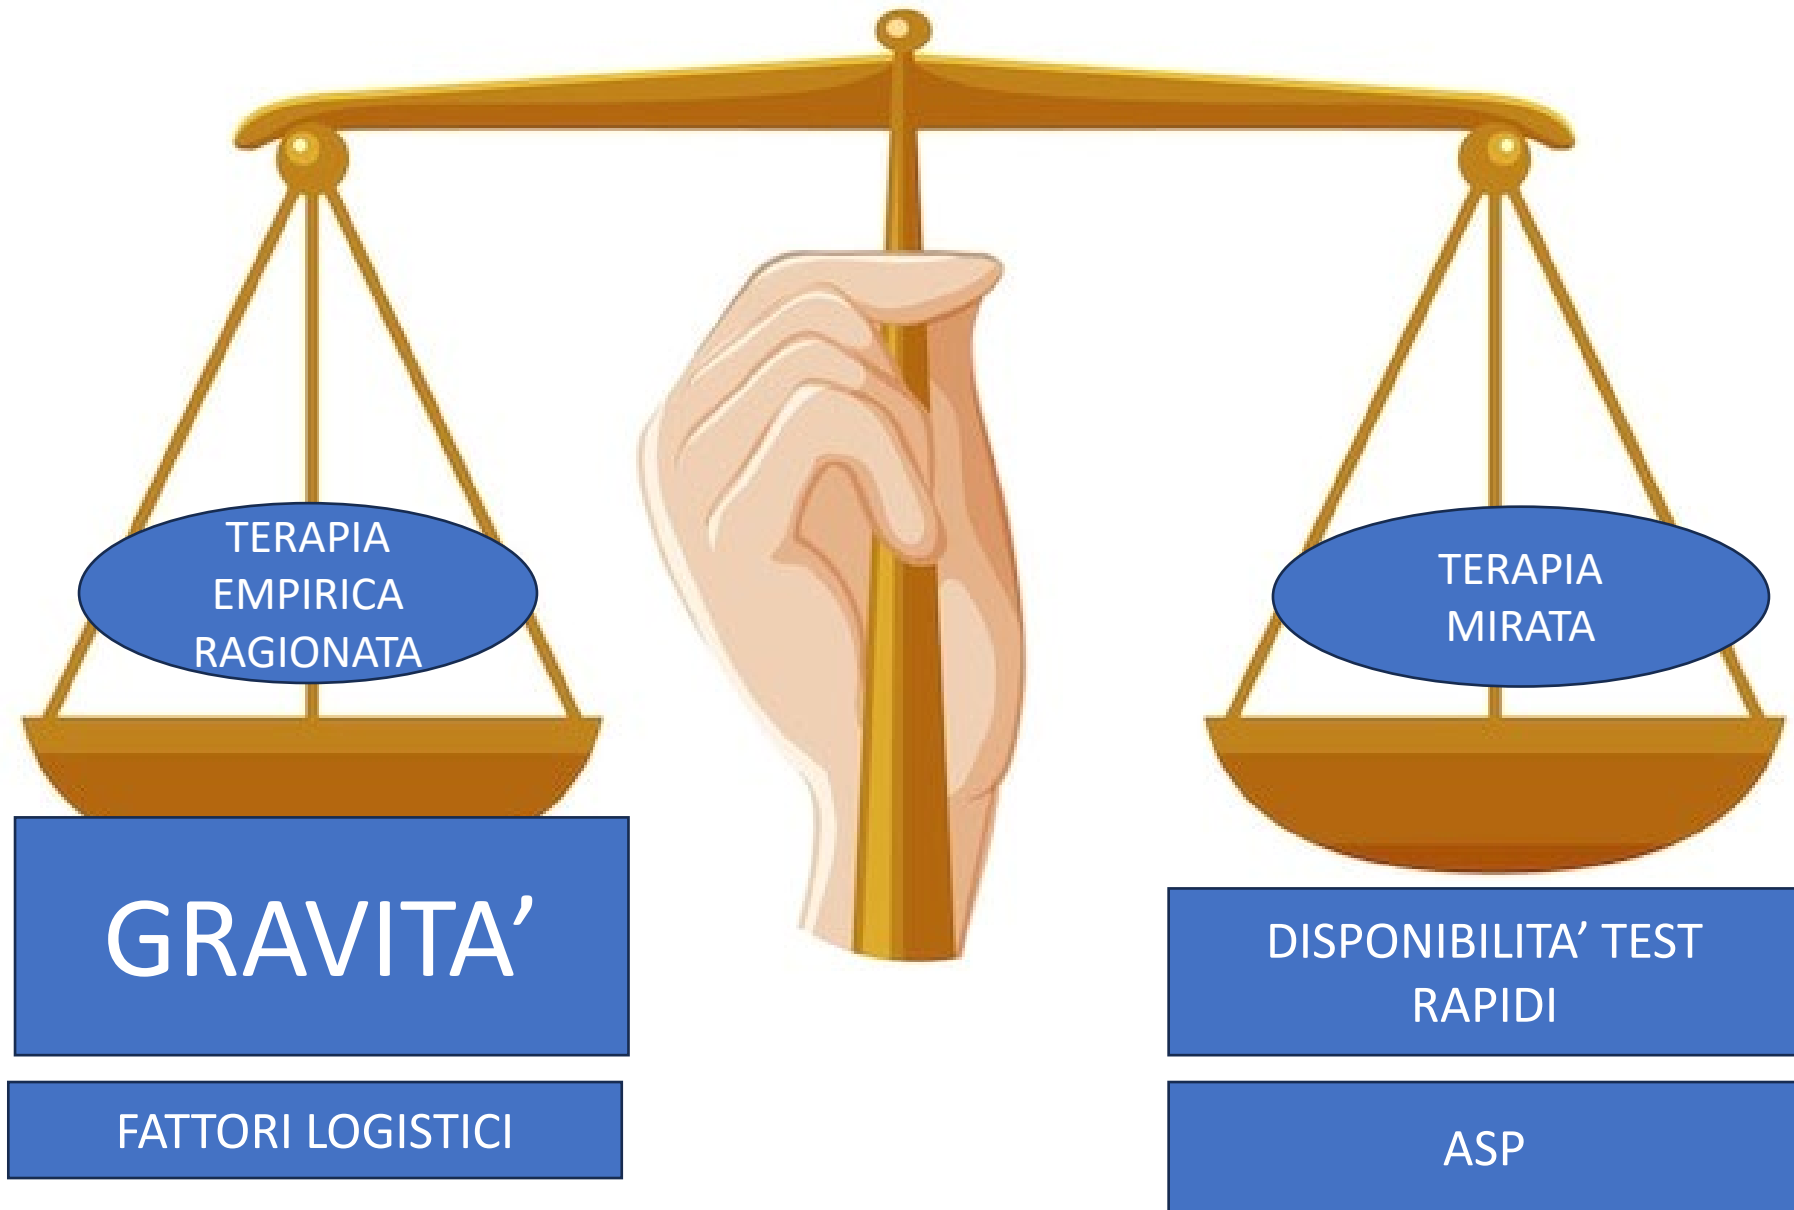 TERAPIA
EMPIRICA
RAGIONATA
TERAPIA
MIRATA
GRAVITA’
DISPONIBILITA’ TEST
RAPIDI
FATTORI LOGISTICI
ASP